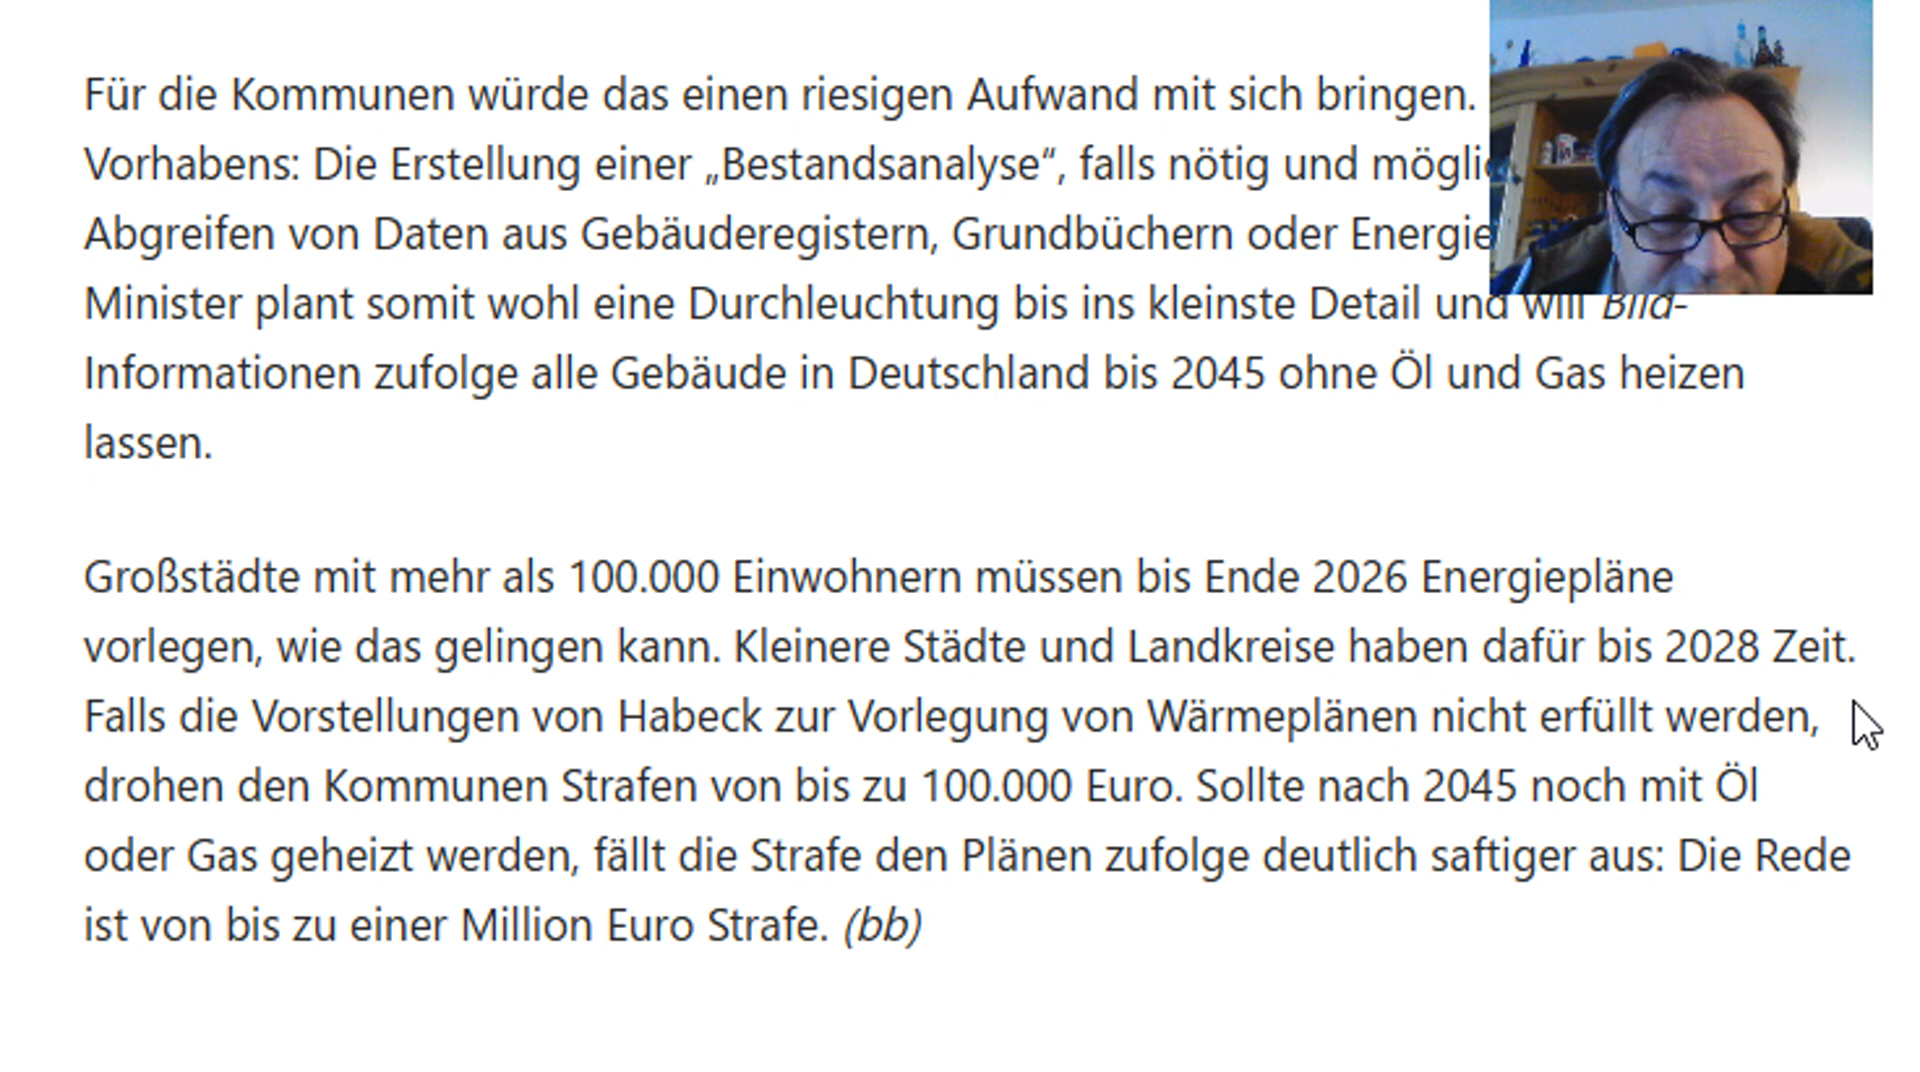 Für die Kommunen würde das einen riesigen Aufwand mit sich bringen.
Vorhabens: Die Erstellung einer „Bestandsanalyse“, falls nötig und
Abgreifen von Daten aus Gebäuderegistern, Grundbüchern oder
Minister plant somit wohl eine Durchleuchtung bis ins kleinste Detail und will Bild-
Informationen zufolge alle Gebäude in Deutschland bis 2045 ohne Öl und Gas heizen
lassen.
Großstädte mit mehr als 100.000 Einwohnern müssen bis Ende 2026 Energiepläne
vorlegen, wie das gelingen kann. Kleinere Städte und Landkreise haben dafür bis 2028 Zeit.
Falls die Vorstellungen von Habeck zur Vorlegung von Wärmeplänen nicht erfüllt werden,
drohen den Kommunen Strafen von bis zu 100.000 Euro. Sollte nach 2045 noch mit Öl
oder Gas geheizt werden, fällt die Strafe den Plänen zufolge deutlich saftiger aus: Die Rede
ist von bis zu einer Million Euro Strafe. (bb)